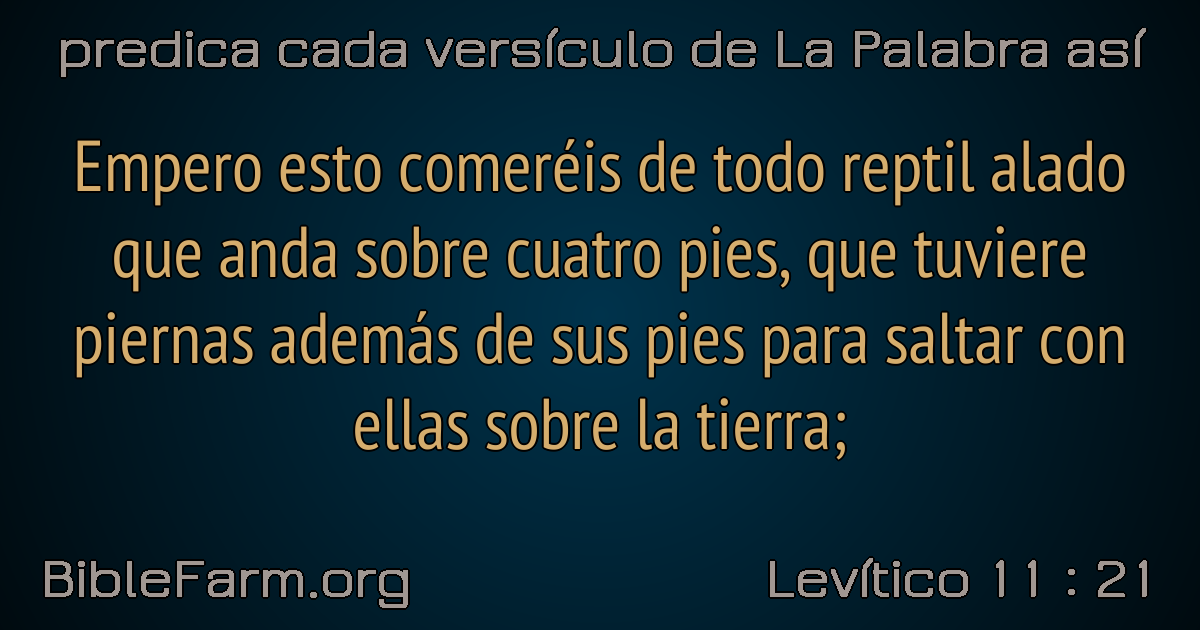 predica cada versículo de La Palabra así
Empero esto comeréis de todo reptil alado
que anda sobre cuatro pies, que tuviere
piernas además de sus pies para saltar con
ellas sobre la tierra;
BibleFarm.org
Levítico 11 : 21